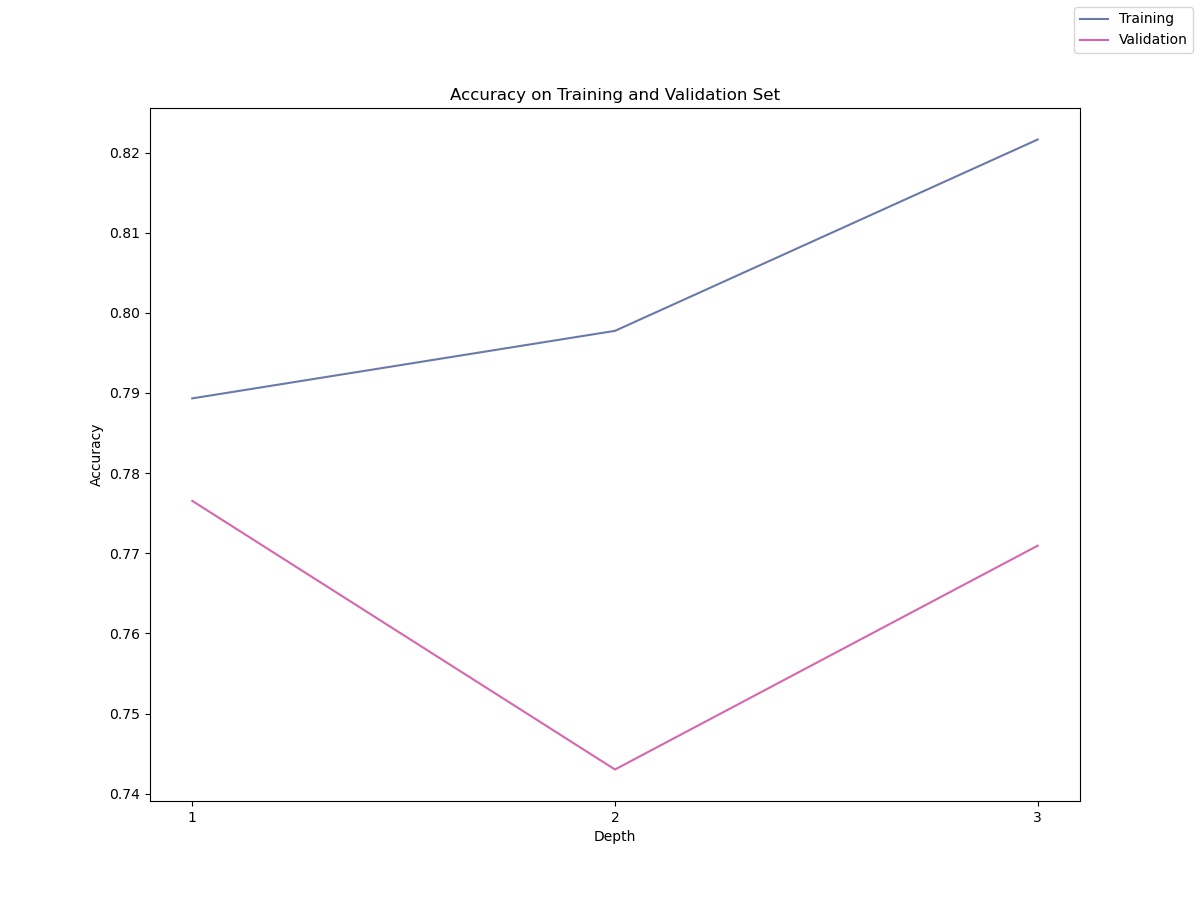 Training
Validation
Accuracy on Training and Validation Set
0.82
0.81
0.80
0.79
0.78
0.77
0.76
0.75
0.74
Accuracy
1 2 3
Depth